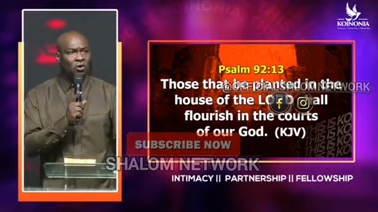 KOINONIA
Psalm 92:13
Those that be planted in the
house of the LORD shall
flourish in the courts
of our God. (KJV)
SUBSCRIBE NOW
SHALOM NETWORK
INTIMACY || PARTNERSHIP || FELLOWSHIP